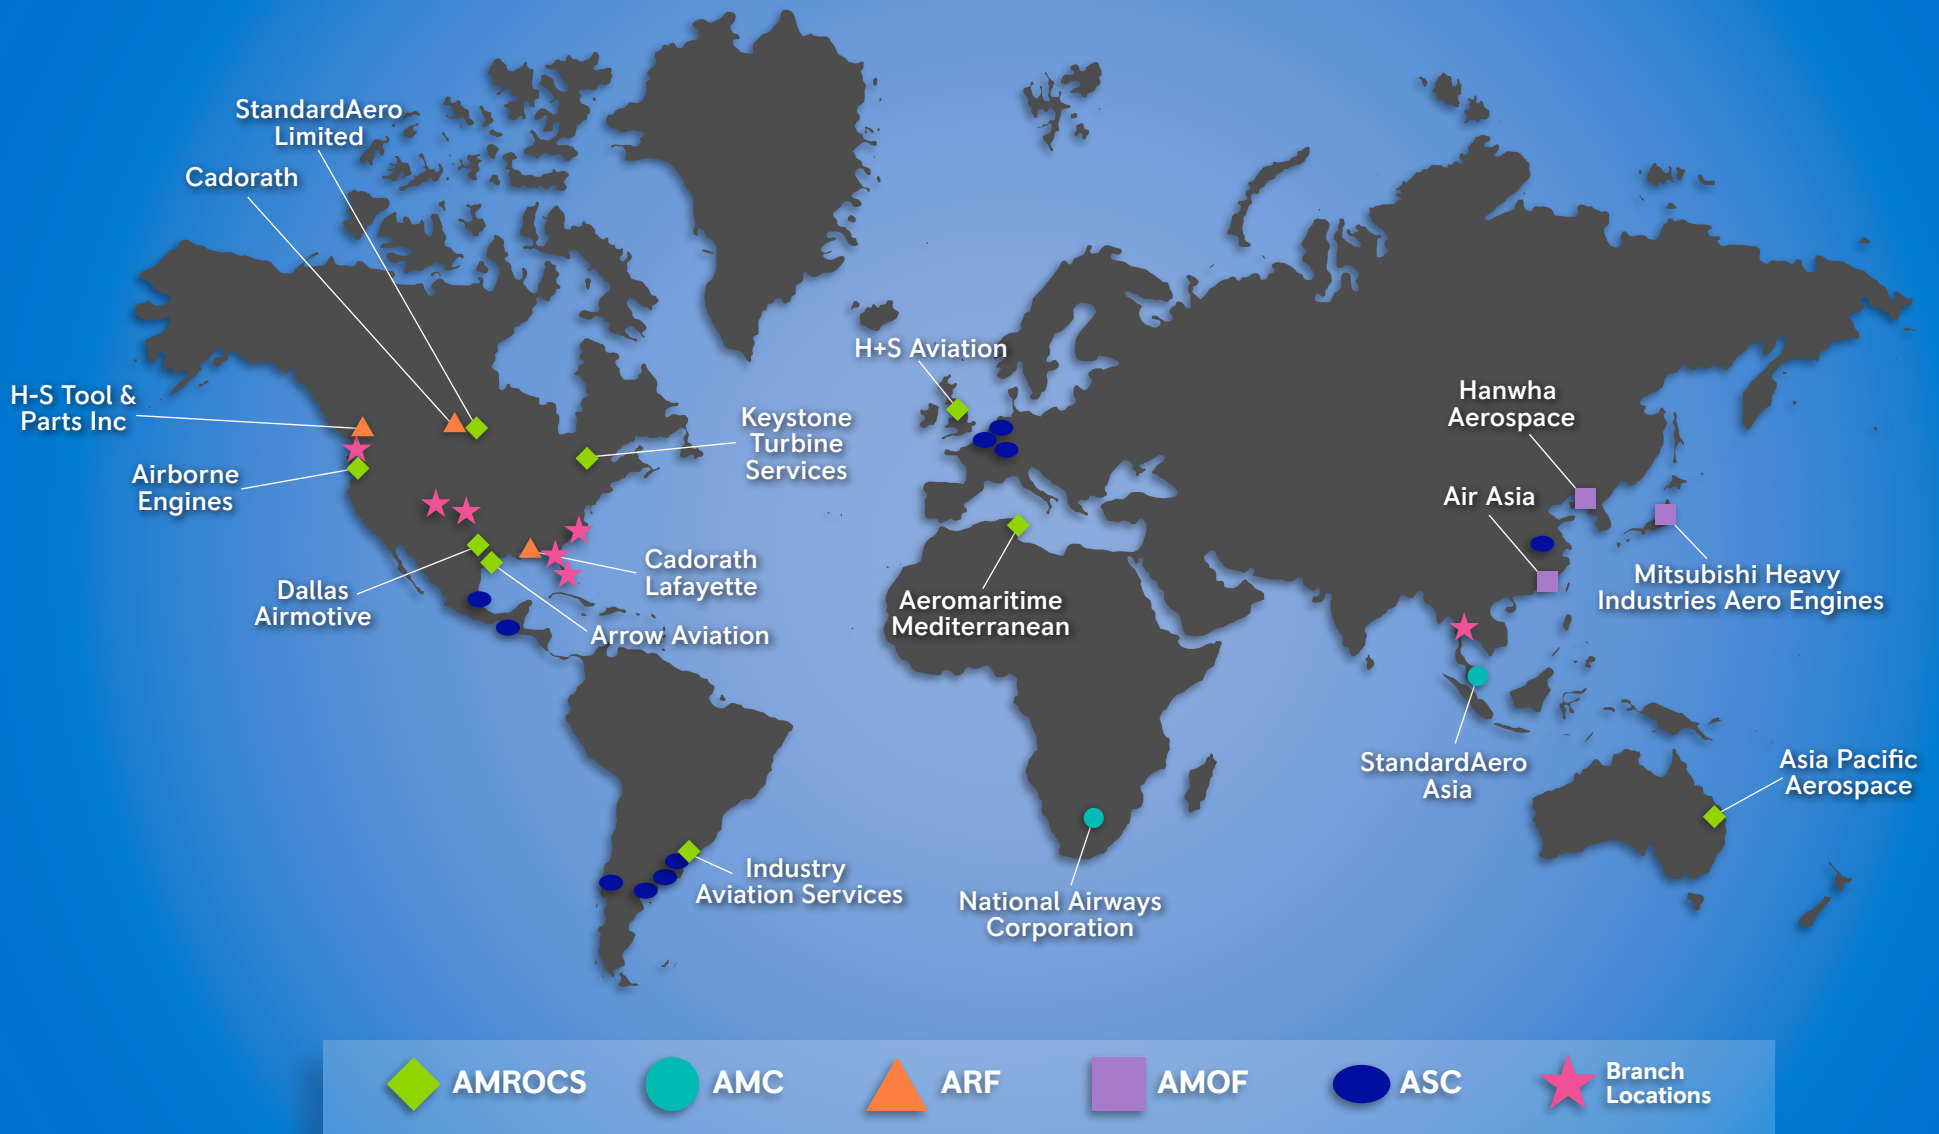 StandardAero
Limited
Cadorath
H-S Tool &
Parts Inc
Airborne
Engines
Dallas
Airmotive
Keystone
Turbine
Services
Cadorath
Lafayette
Arrow Aviation
Industry
Aviation Services
H+S Aviation
Aeromaritime
Mediterranean
National Airways
Corporation
Hanwha
Aerospace
Air Asia
Mitsubishi Heavy
Industries Aero Engines
StandardAero
Asia
Asia Pacific
Aerospace
AMROCS
AMC
ARF
AMOF
ASC
Branch
Locations